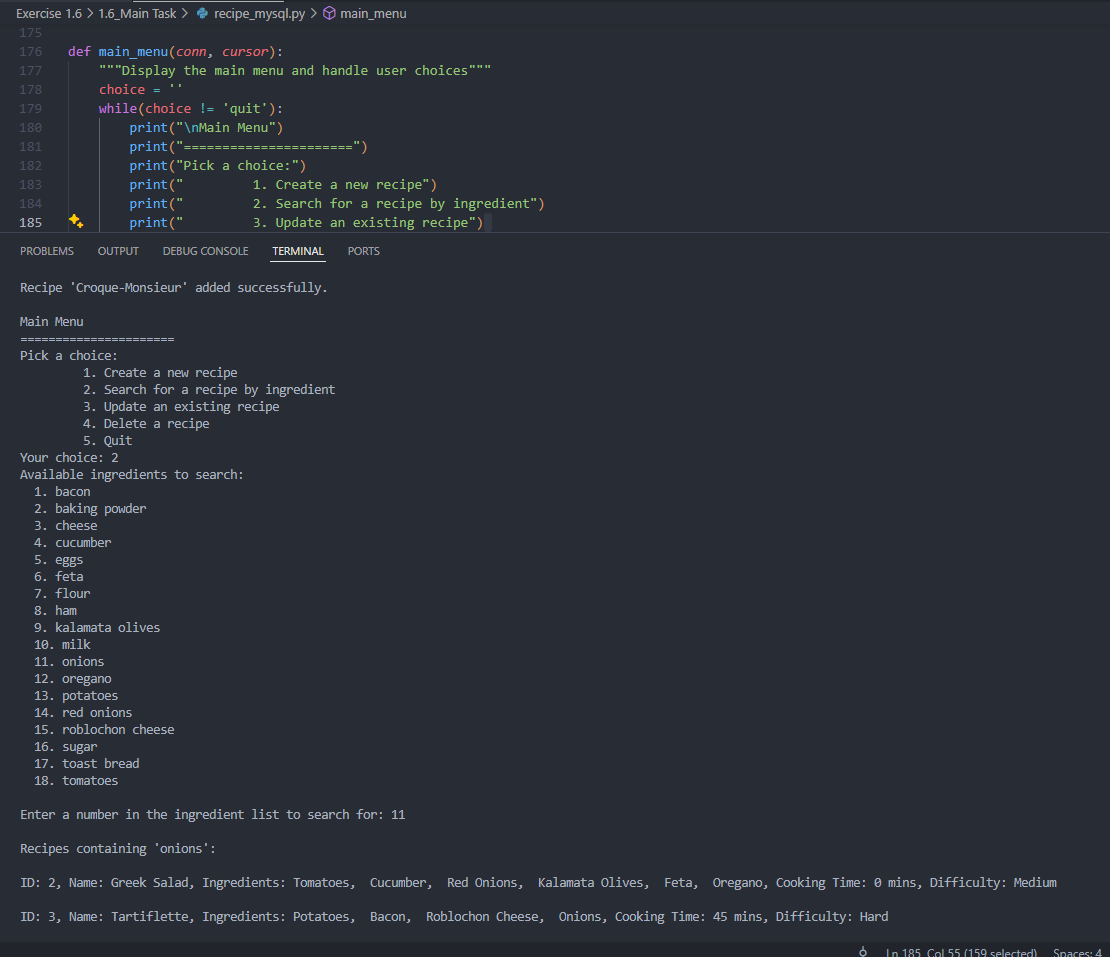 Exercise 1.6 > 1.6_Main Task > recipe_mysql.py > main_menu
175
176 def main_menu(conn, cursor):
177     """Display the main menu and handle user choices"""
178     choice = ''
179     while(choice != 'quit'):
180         print("\nMain Menu")
181         print("======================")
182         print("Pick a choice:")
183         print("         1. Create a new recipe")
184         print("         2. Search for a recipe by ingredient")
185         print("         3. Update an existing recipe")
PROBLEMS OUTPUT DEBUG CONSOLE TERMINAL PORTS
Recipe 'Croque-Monsieur' added successfully.
Main Menu
======================
Pick a choice:
         1. Create a new recipe
         2. Search for a recipe by ingredient
         3. Update an existing recipe
         4. Delete a recipe
         5. Quit
Your choice: 2
Available ingredients to search:
  1. bacon
  2. baking powder
  3. cheese
  4. cucumber
  5. eggs
  6. feta
  7. flour
  8. ham
  9. kalamata olives
  10. milk
  11. onions
  12. oregano
  13. potatoes
  14. red onions
  15. roblochon cheese
  16. sugar
  17. toast bread
  18. tomatoes
Enter a number in the ingredient list to search for: 11
Recipes containing 'onions':
ID: 2, Name: Greek Salad, Ingredients: Tomatoes,  Cucumber,  Red Onions,  Kalamata Olives,  Feta,  Oregano, Cooking Time: 0 mins, Difficulty: Medium
ID: 3, Name: Tartiflette, Ingredients: Potatoes,  Bacon,  Roblochon Cheese,  Onions, Cooking Time: 45 mins, Difficulty: Hard
Ln 185, Col 55 (159 selected) Spaces: 4